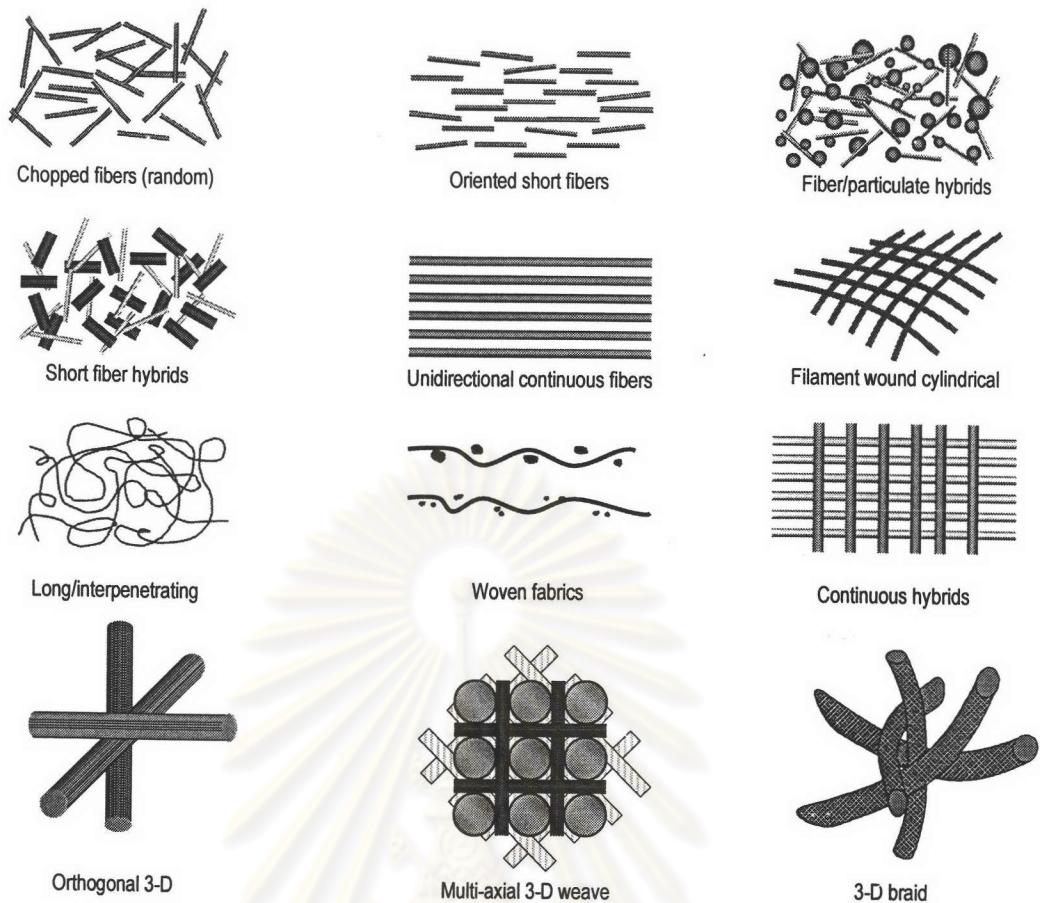 Chopped fibers (random)
Oriented short fibers
Fiber/particulate hybrids
Short fiber hybrids
Unidirectional continuous fibers
Filament wound cylindrical
Long/interpenetrating
Woven fabrics
Continuous hybrids
Orthogonal 3-D
Multi-axial 3-D weave
3-D braid